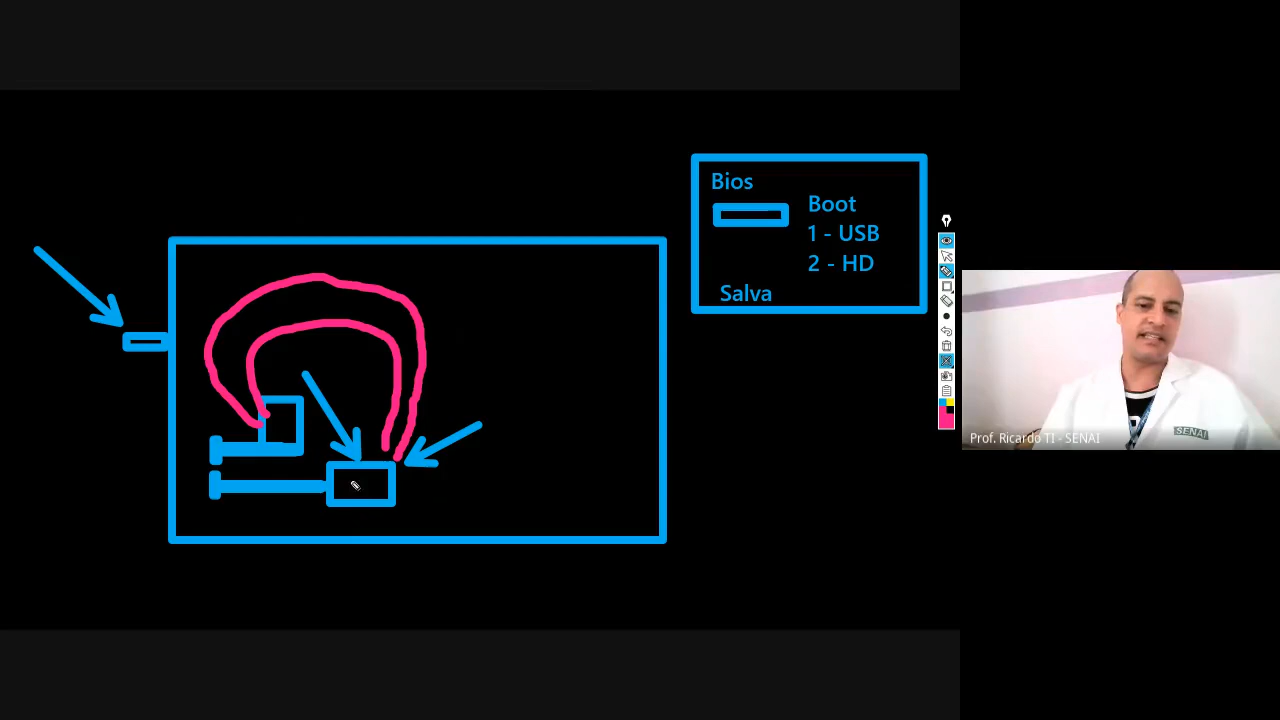 Bios
Boot
1 - USB
2 - HD
Salva
Prof. Ricardo TI - SENAI
SENAI